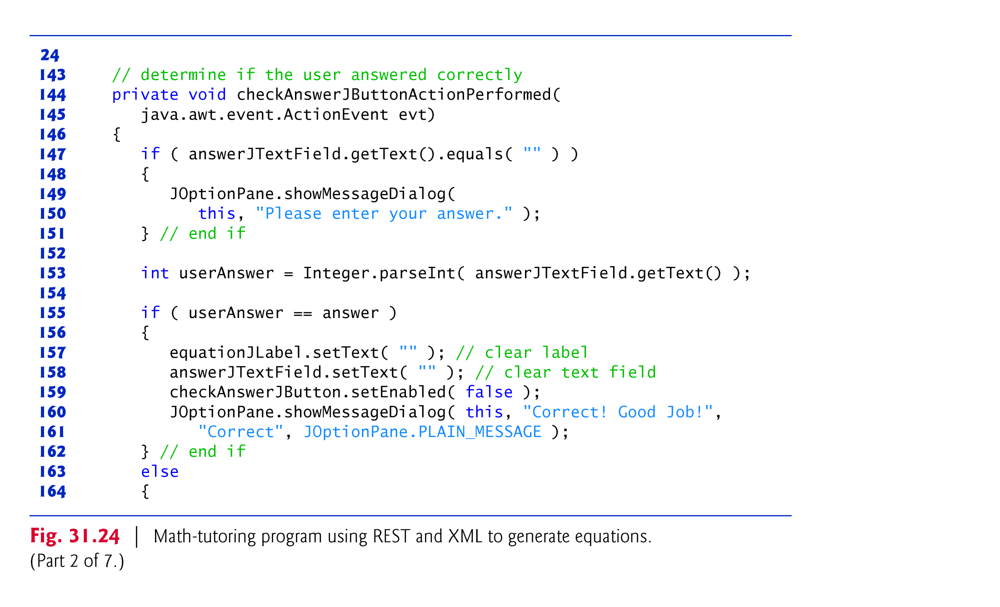 24
143 // determine if the user answered correctly
144 private void checkAnswerJButtonActionPerformed(
145 java.awt.event.ActionEvent evt)
146 {
147 if ( answerJTextField.getText().equals( "" ) )
148 {
149 JOptionPane.showMessageDialog(
150 this, "Please enter your answer." );
151 } // end if
152
153 int userAnswer = Integer.parseInt( answerJTextField.getText() );
154
155 if ( userAnswer == answer )
156 {
157 equationJLabel.setText( "" ); // clear label
158 answerJTextField.setText( "" ); // clear text field
159 checkAnswerJButton.setEnabled( false );
160 JOptionPane.showMessageDialog( this, "Correct! Good Job!",
161 "Correct", JOptionPane.PLAIN_MESSAGE );
162 } // end if
163 else
164 {
Fig. 31.24 | Math-tutoring program using REST and XML to generate equations.
(Part 2 of 7.)